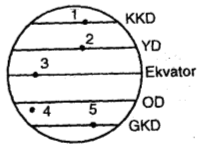 1 KKD
2 YD
3 Ekvator
4 OD
5 GKD